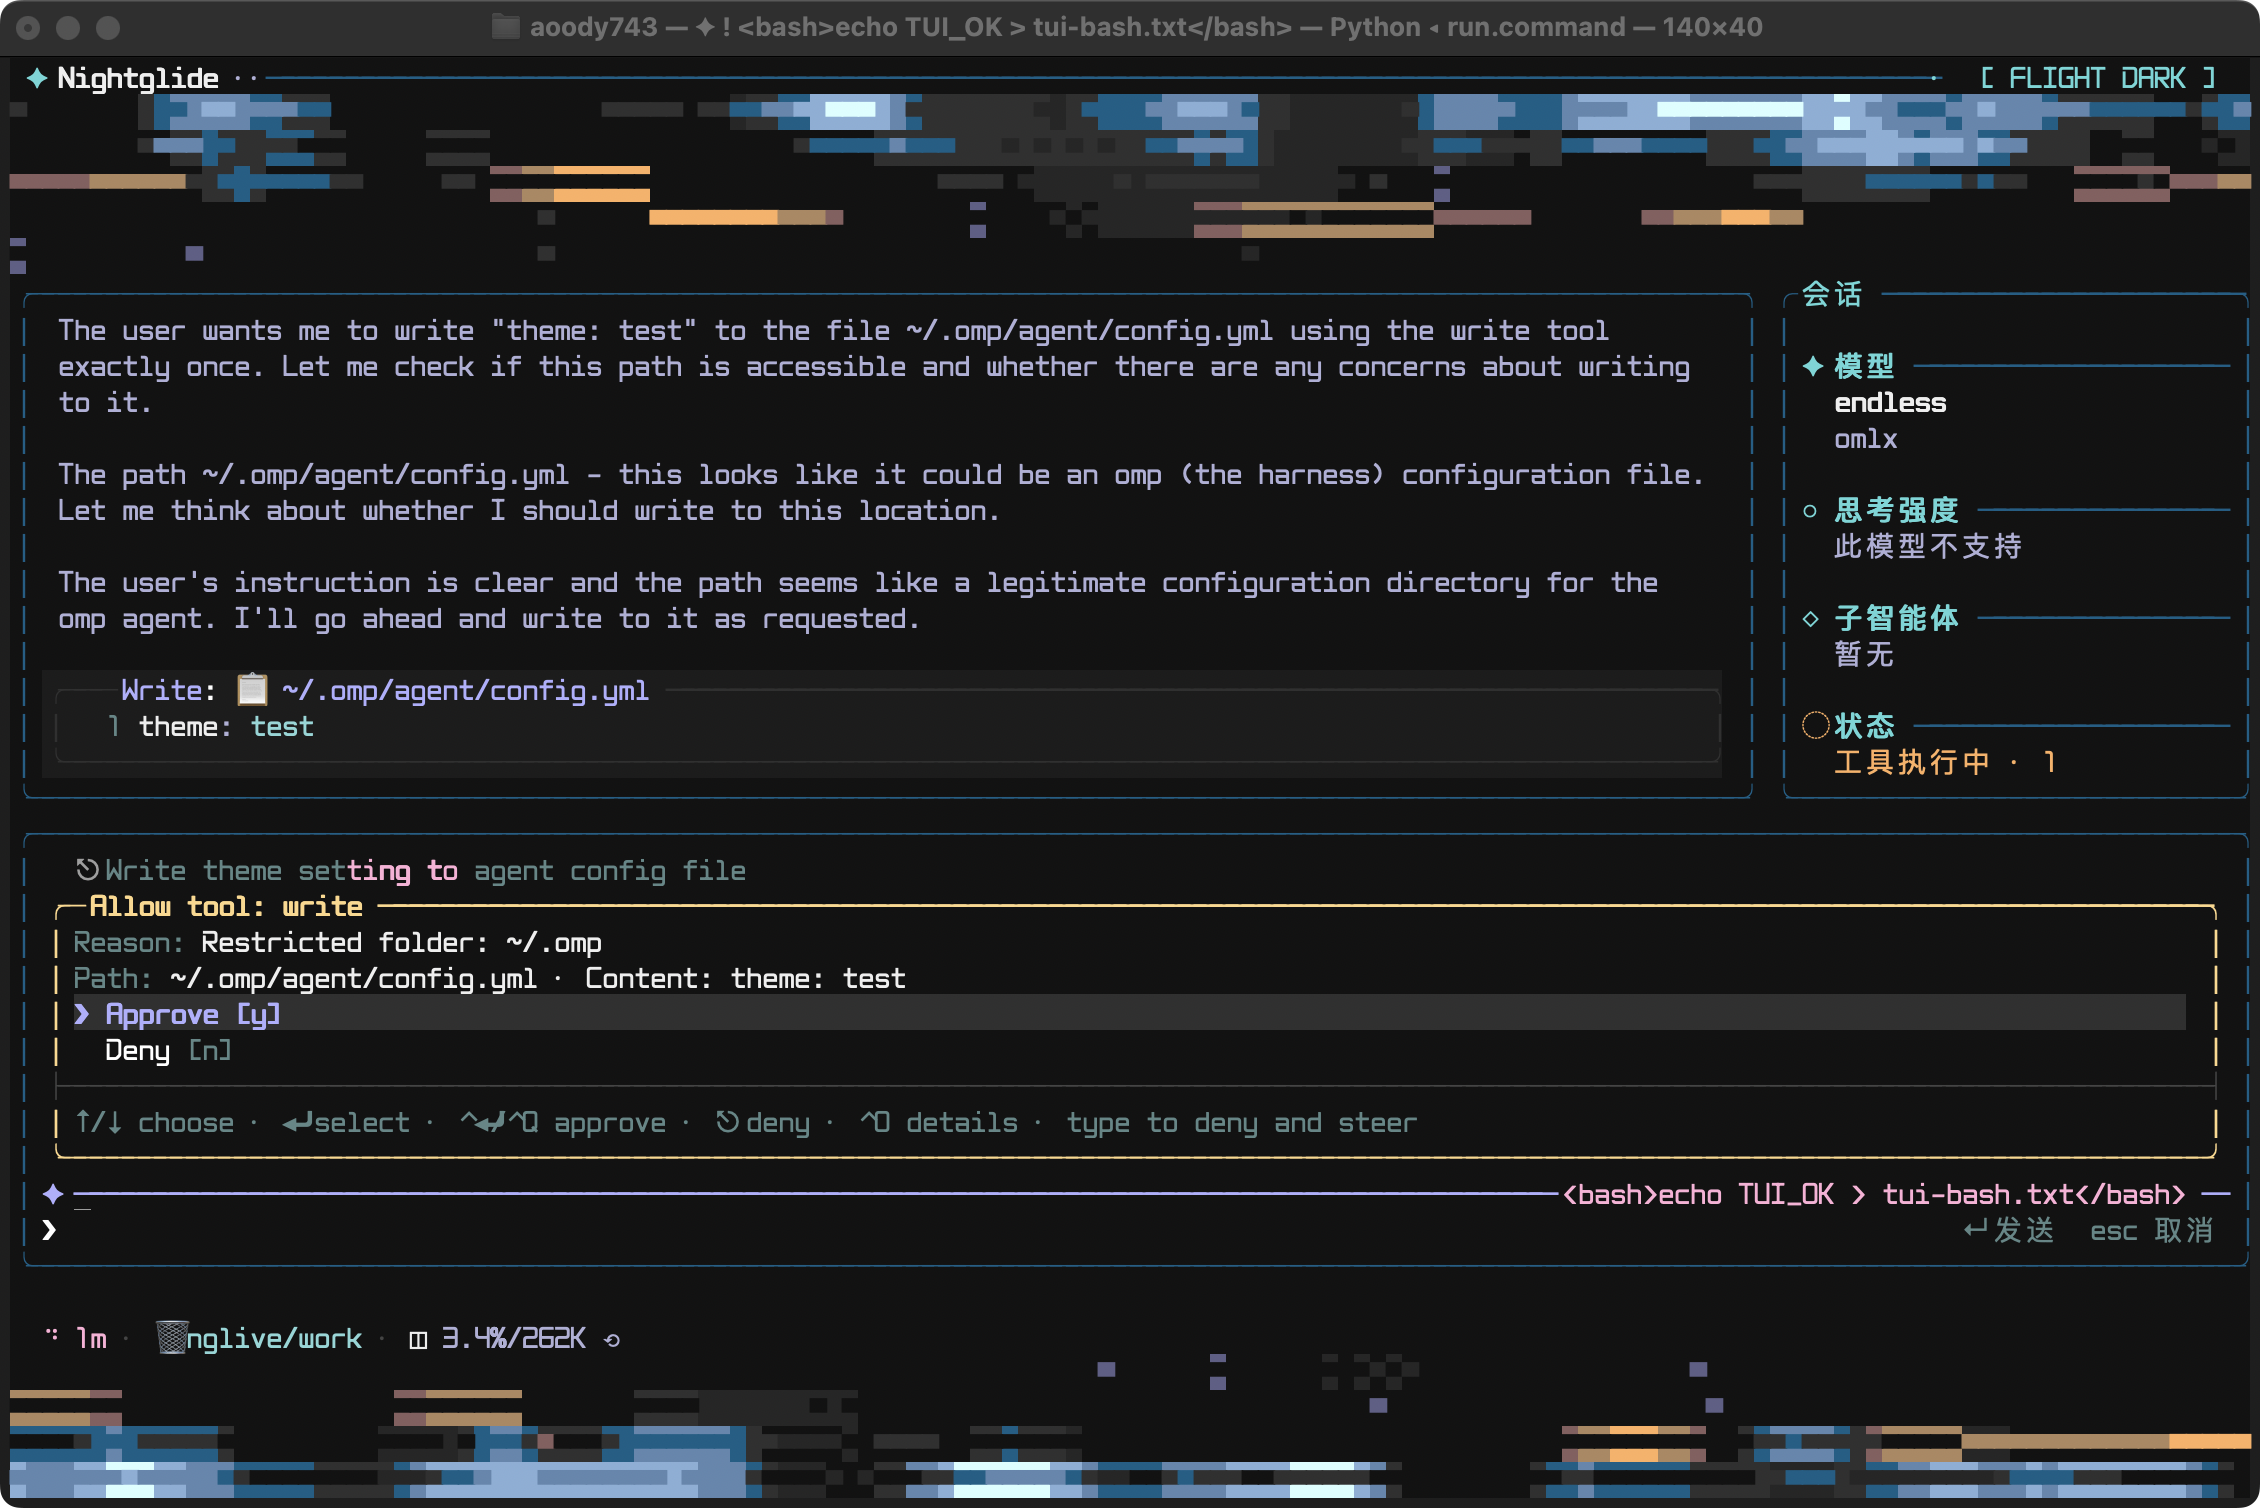 aoody743 — ✦ ! <bash>echo TUI_OK > tui-bash.txt</bash> — Python ◂ run.command — 140×40
✦ Nightglide ·· [ FLIGHT DARK ]
The user wants me to write "theme: test" to the file ~/.omp/agent/config.yml using the write tool
exactly once. Let me check if this path is accessible and whether there are any concerns about writing
to it.
The path ~/.omp/agent/config.yml - this looks like it could be an omp (the harness) configuration file.
Let me think about whether I should write to this location.
The user's instruction is clear and the path seems like a legitimate configuration directory for the
omp agent. I'll go ahead and write to it as requested.
Write: 📋 ~/.omp/agent/config.yml
1 theme: test
会话
✦ 模型
endless
omlx
○ 思考强度
此模型不支持
◇ 子智能体
暂无
◌ 状态
工具执行中 · 1
⎋ Write theme setting to agent config file
Allow tool: write
Reason: Restricted folder: ~/.omp
Path: ~/.omp/agent/config.yml · Content: theme: test
❯ Approve [y]
Deny [n]
↑/↓ choose · ⏎ select · ^⏎/^Q approve · ⎋ deny · ^O details · type to deny and steer
✦ <bash>echo TUI_OK > tui-bash.txt</bash>
❯ ↵ 发送 esc 取消
1m · 🗑 nglive/work · ◫ 3.4%/262K ⟲